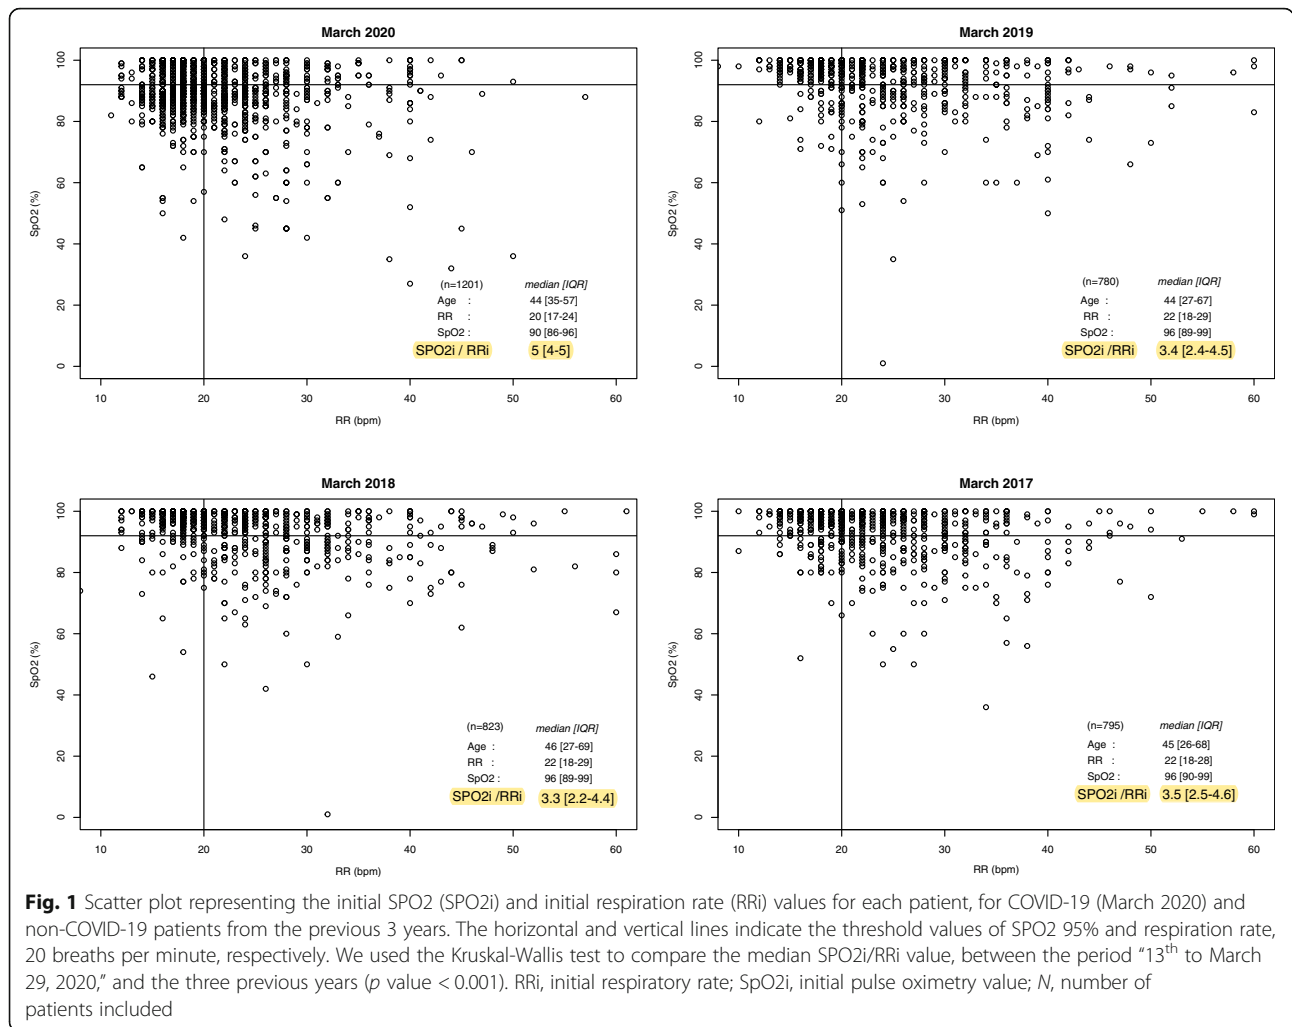 March 2020
100
80
60
40
20
0
SpO2 (%)
(n=1201) median [IQR]
Age : 44 [35-57]
RR : 20 [17-24]
SpO2 : 90 [86-96]
SPO2i / RRi 5 [4-5]
10 20 30 40 50 60
RR (bpm)
March 2019
100
80
60
40
20
0
SpO2 (%)
(n=780) median [IQR]
Age : 44 [27-67]
RR : 22 [18-29]
SpO2 : 96 [89-99]
SPO2i /RRi 3.4 [2.4-4.5]
10 20 30 40 50 60
RR (bpm)
March 2018
100
80
60
40
20
0
SpO2 (%)
(n=823) median [IQR]
Age : 46 [27-69]
RR : 22 [18-29]
SpO2 : 96 [89-99]
SPO2i /RRi 3.3 [2.2-4.4]
10 20 30 40 50 60
RR (bpm)
March 2017
100
80
60
40
20
0
SpO2 (%)
(n=795) median [IQR]
Age : 45 [26-68]
RR : 22 [18-28]
SpO2 : 96 [90-99]
SPO2i /RRi 3.5 [2.5-4.6]
10 20 30 40 50 60
RR (bpm)
Fig. 1 Scatter plot representing the initial SPO2 (SPO2i) and initial respiration rate (RRi) values for each patient, for COVID-19 (March 2020) and
non-COVID-19 patients from the previous 3 years. The horizontal and vertical lines indicate the threshold values of SPO2 95% and respiration rate,
20 breaths per minute, respectively. We used the Kruskal-Wallis test to compare the median SPO2i/RRi value, between the period “13th to March
29, 2020,” and the three previous years (p value < 0.001). RRi, initial respiratory rate; SpO2i, initial pulse oximetry value; N, number of
patients included